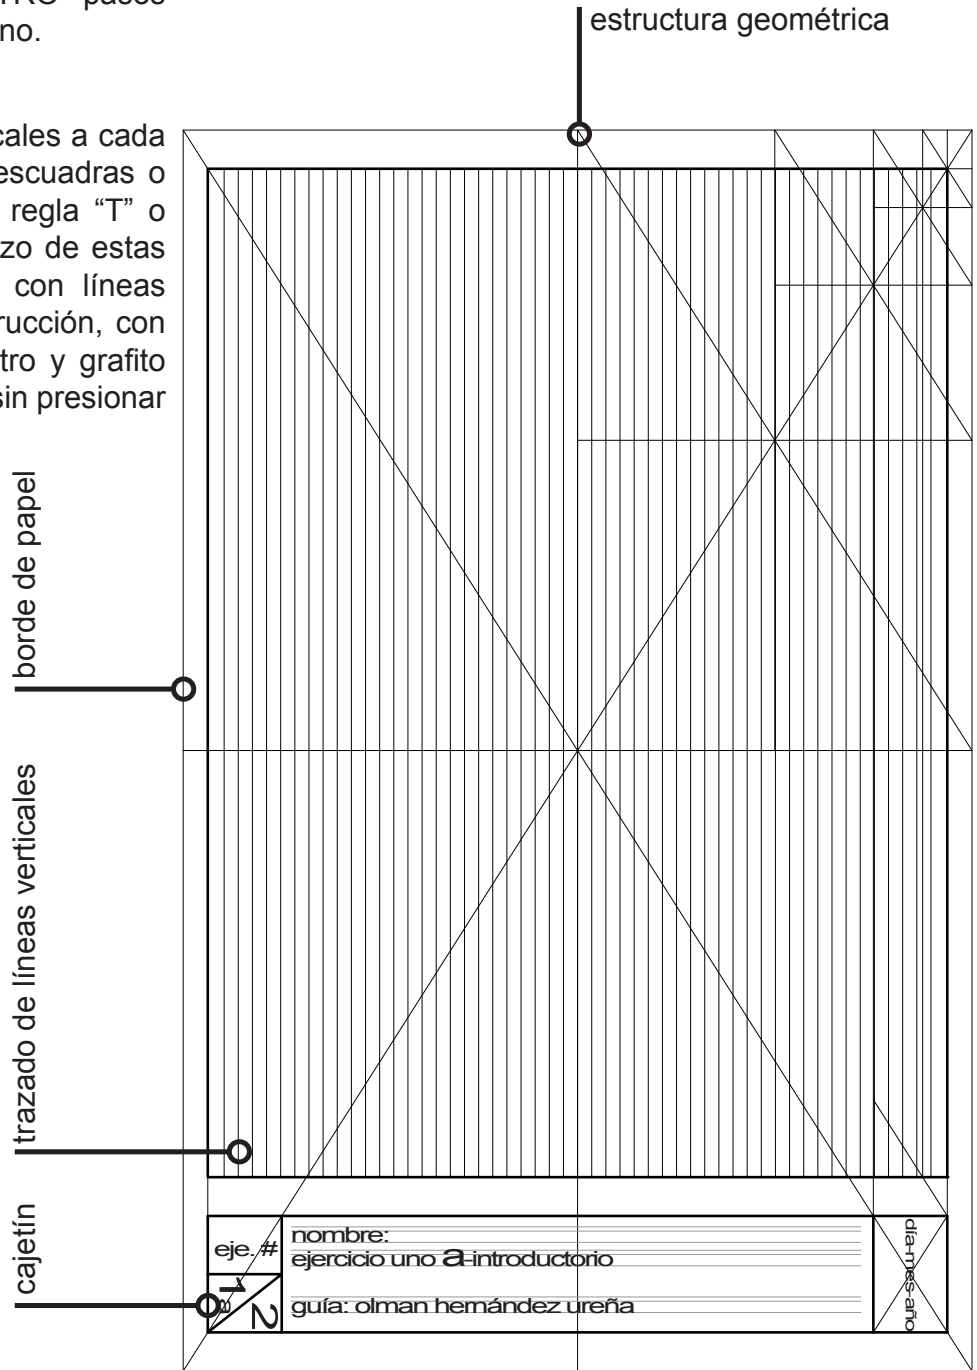 pasos
no.
estructura geométrica
cales a cada
escuadras o
regla “T” o
zo de estas
con líneas
rucción, con
tro y grafito
sin presionar
borde de papel
trazado de líneas verticales
cajetín
eje. #
1
a
2
nombre:
ejercicio uno a-introductorio
guía: olman hernández ureña
día-mes-año